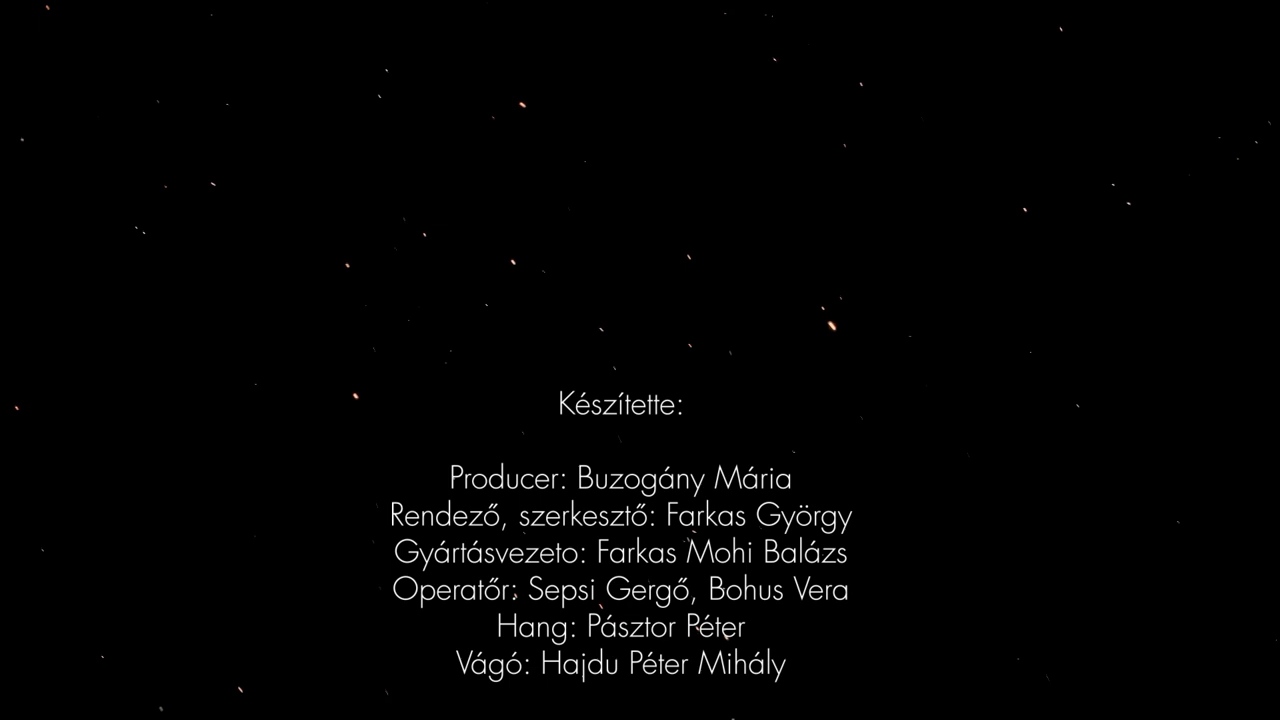 Készítette:
Producer: Buzogány Mária
Rendező, szerkesztő: Farkas György
Gyártásvezeto: Farkas Mohi Balázs
Operatőr: Sepsi Gergő, Bohus Vera
Hang: Pásztor Péter
Vágó: Hajdu Péter Mihály